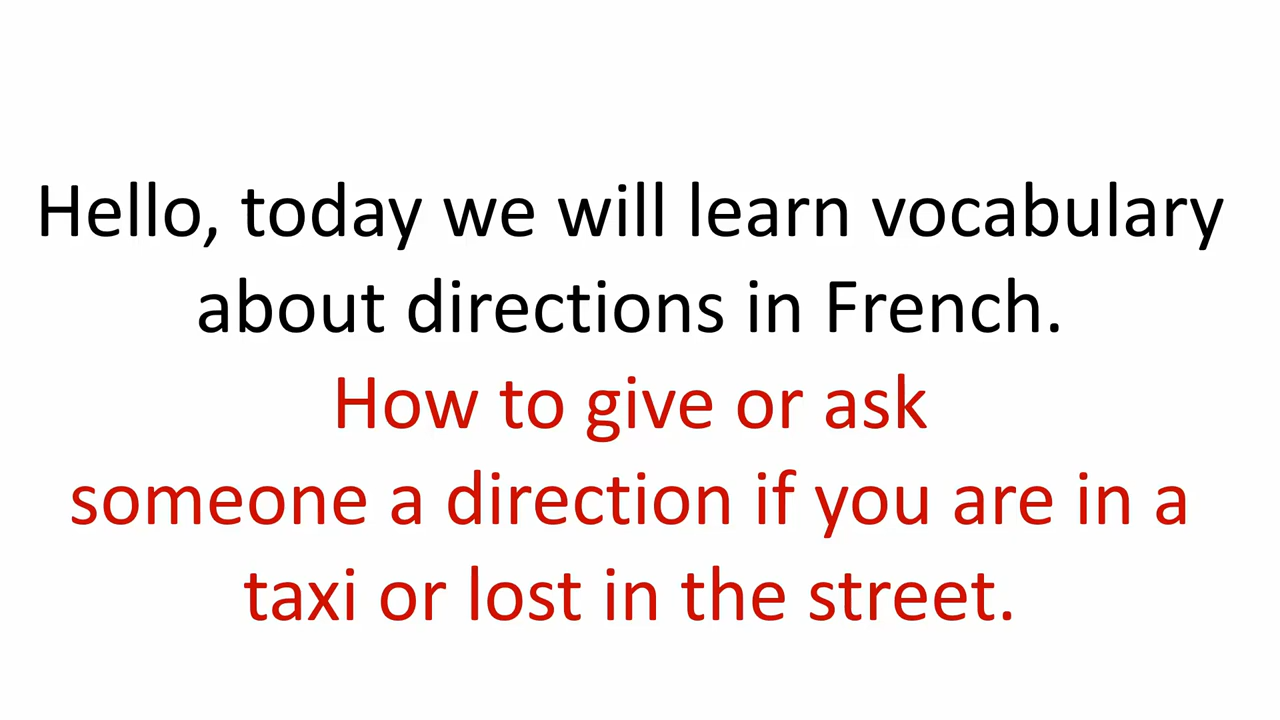 Hello, today we will learn vocabulary
about directions in French.
How to give or ask
someone a direction if you are in a
taxi or lost in the street.